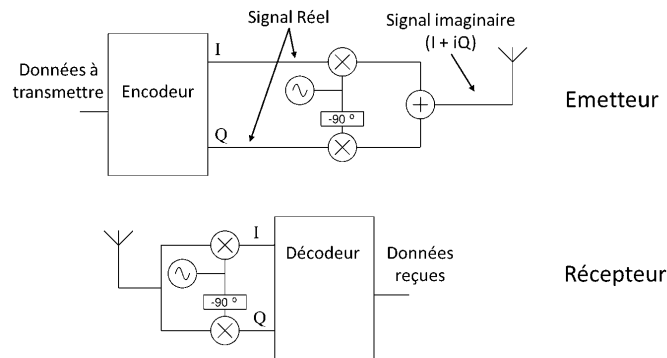 Signal Réel
Signal imaginaire
(I + iQ)
I
Données à
transmettre
Encodeur
-90 °
Q
Emetteur
I
Décodeur
Données
reçues
-90 °
Q
Récepteur